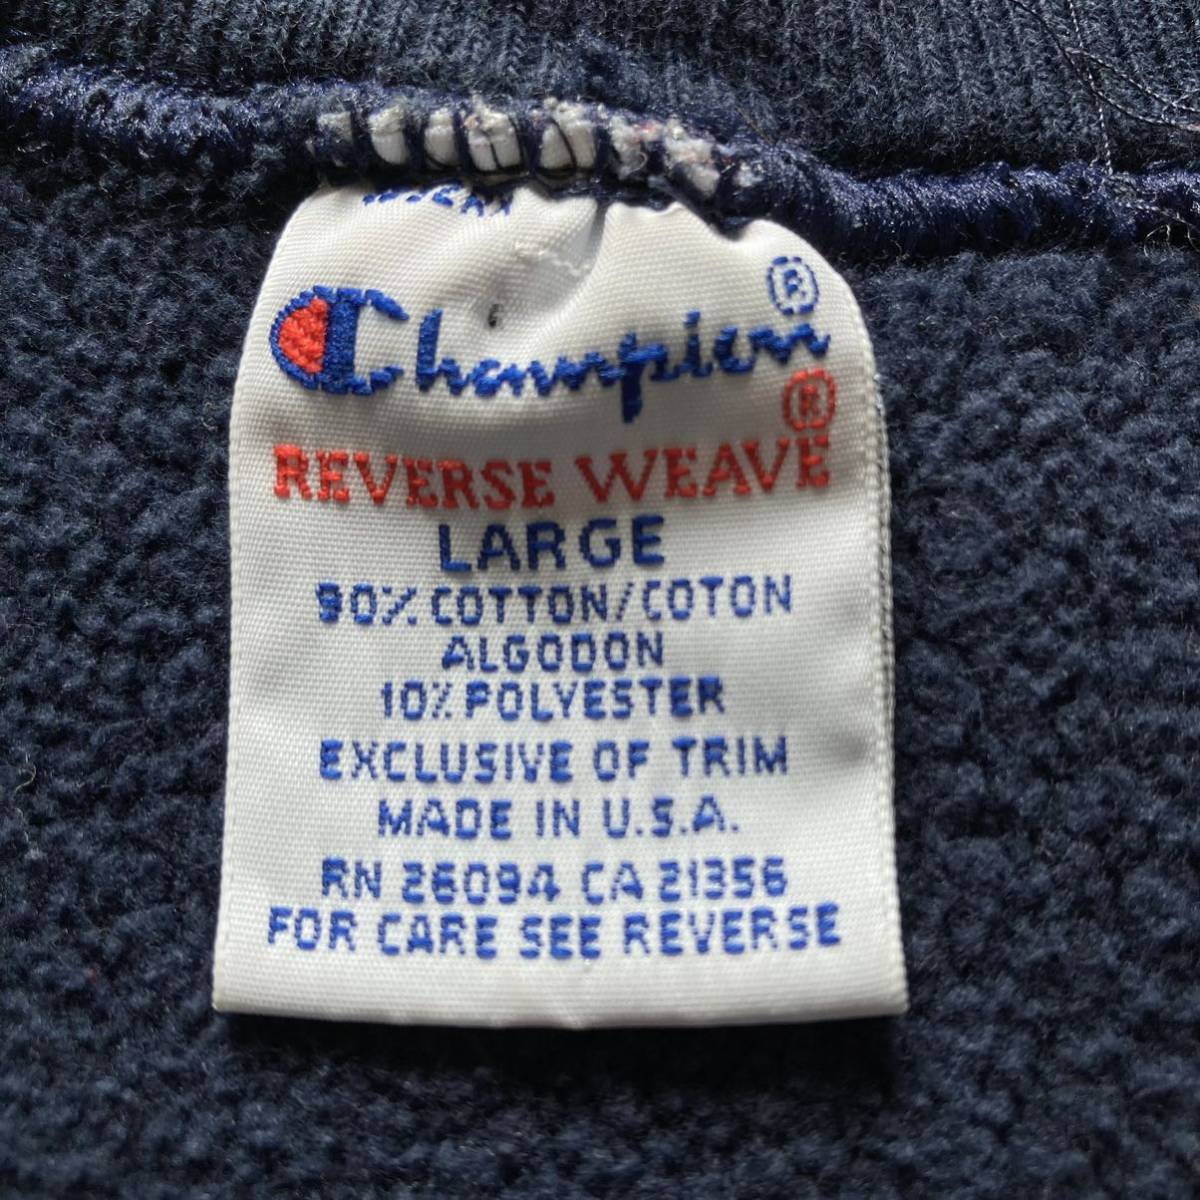 Champion®
REVERSE WEAVE®
LARGE
90% COTTON/COTON
ALGODON
10% POLYESTER
EXCLUSIVE OF TRIM
MADE IN U.S.A.
RN 26094 CA 21356
FOR CARE SEE REVERSE